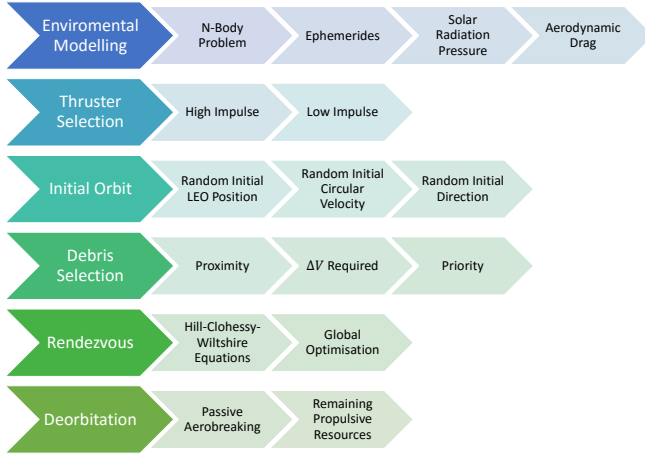 Enviromental
Modelling
N-Body
Problem
Ephemerides
Solar
Radiation
Pressure
Aerodynamic
Drag
Thruster
Selection
High Impulse
Low Impulse
Initial Orbit
Random Initial
LEO Position
Random Initial
Circular
Velocity
Random Initial
Direction
Debris
Selection
Proximity
ΔV Required
Priority
Rendezvous
Hill-Clohessy-
Wiltshire
Equations
Global
Optimisation
Deorbitation
Passive
Aerobreaking
Remaining
Propulsive
Resources